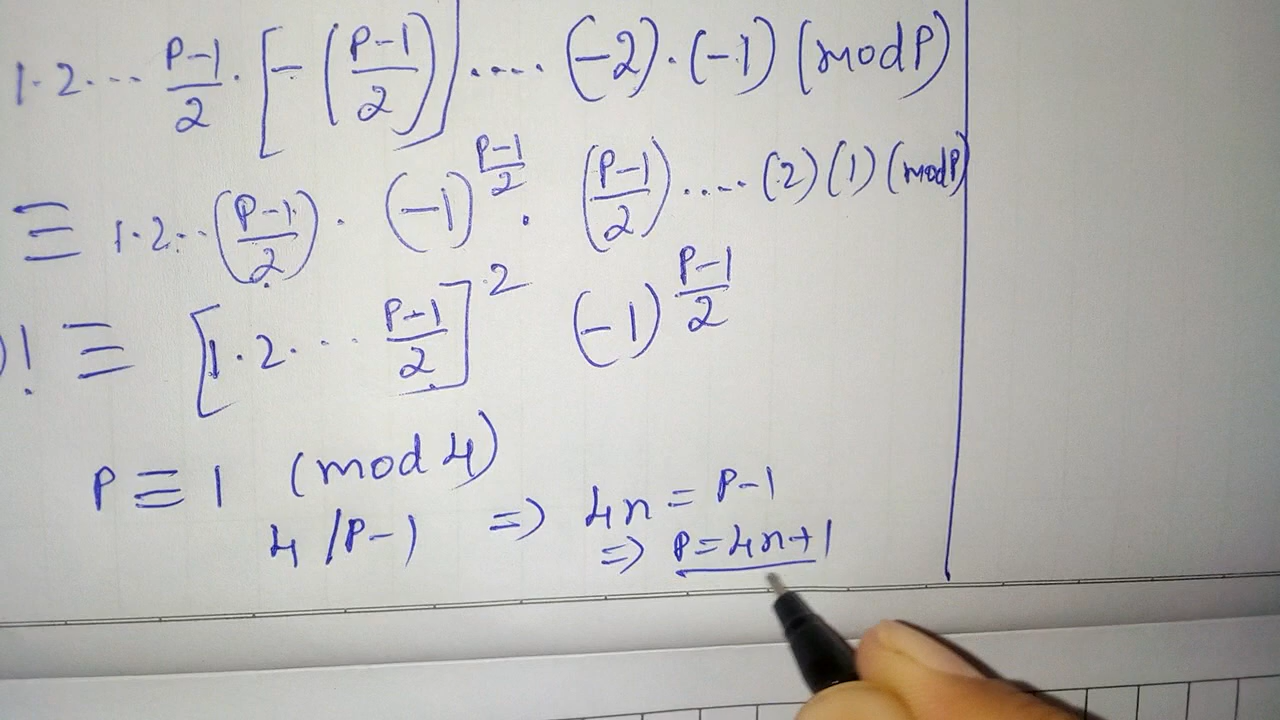 1·2···· P-1/2 · [-(P-1/2)] ···· (-2)·(-1) (mod P)
≡ 1·2··(P-1/2)· (-1)^(P-1/2) · (P-1/2) ···· (2)(1) (mod P)
)! ≡ [1·2···· P-1/2]^2 (-1)^(P-1/2)
P ≡ 1 (mod 4)
4/P-1 ⇒ 4n = P-1
⇒ P=4n+1